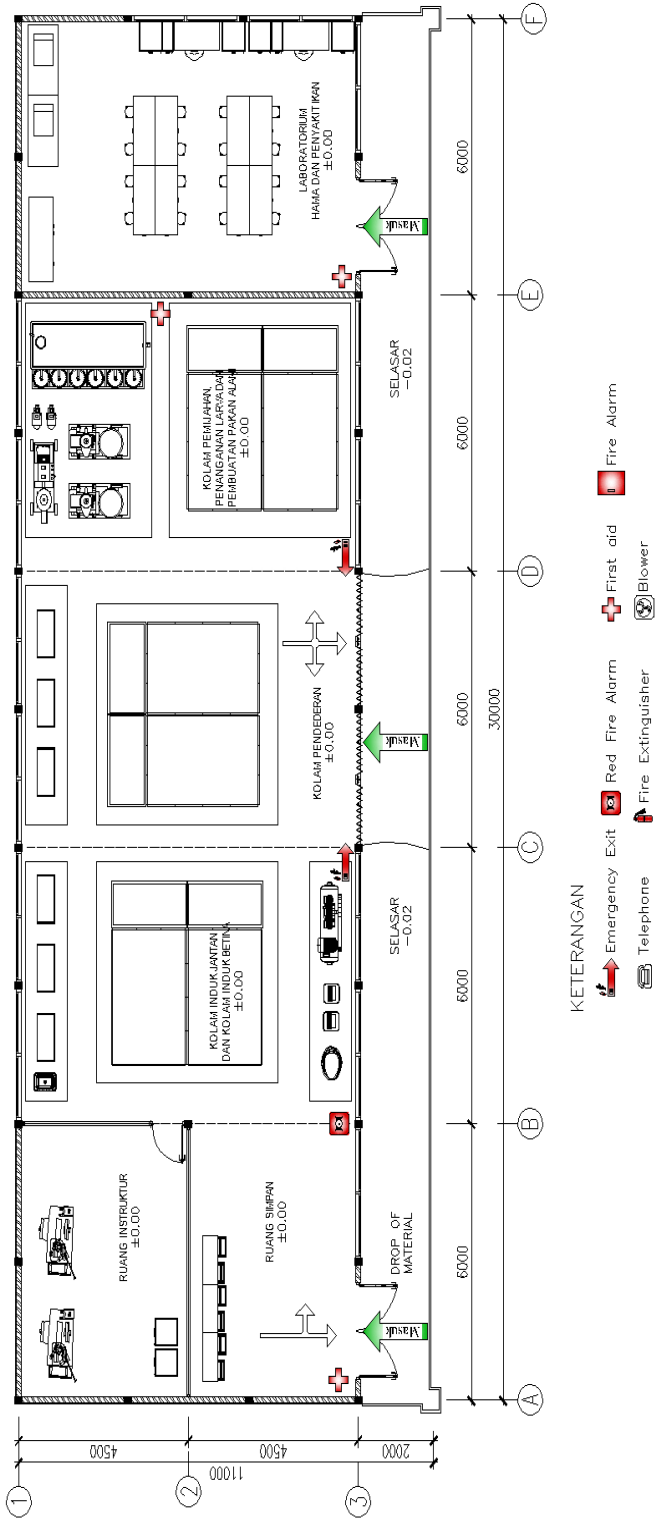 1
2
3
4500
4500
2000
11000
RUANG INSTRUKTUR
±0.00
RUANG SIMPAN
±0.00
DROP OF
MATERIAL
Masuk
KOLAM INDUK JANTAN
DAN KOLAM INDUK BETINA
±0.00
SELASAR
-0.02
KOLAM PENDEDERAN
±0.00
Masuk
KOLAM PEMIJAHAN,
PENANGANAN LARVA DAN
PEMBUATAN PAKAN ALAMI
±0.00
SELASAR
-0.02
LABORATORIUM
HAMA DAN PENYAKIT IKAN
±0.00
Masuk
6000
6000
6000
6000
6000
30000
A
B
C
D
E
F
KETERANGAN
Emergency Exit
Red Fire Alarm
First aid
Fire Alarm
Telephone
Fire Extinguisher
Blower